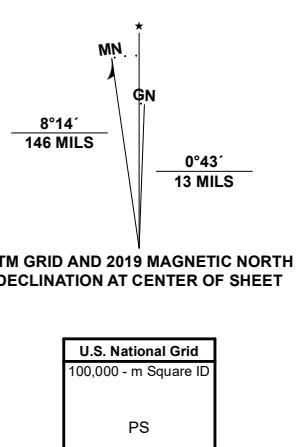 ★
MN
GN
8°14´
146 MILS
0°43´
13 MILS
TM GRID AND 2019 MAGNETIC NORTH
DECLINATION AT CENTER OF SHEET
U.S. National Grid
100,000 - m Square ID
PS